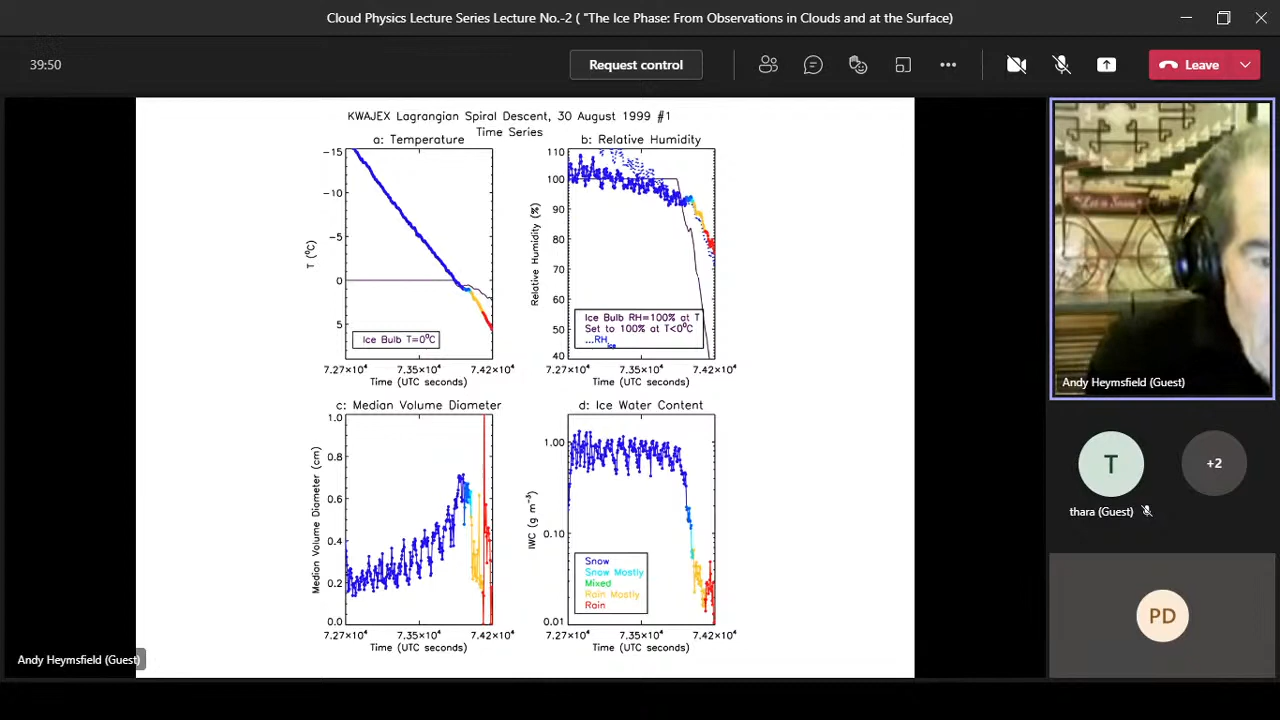 Cloud Physics Lecture Series Lecture No.-2 ( "The Ice Phase: From Observations in Clouds and at the Surface)
39:50
Request control
Leave
KWAJEX Lagrangian Spiral Descent, 30 August 1999 #1
Time Series
a: Temperature
-15
-10
-5
0
5
T (°C)
Ice Bulb T=0°C
7.27×10⁴ 7.35×10⁴ 7.42×10⁴
Time (UTC seconds)
b: Relative Humidity
110
100
90
80
70
60
50
40
Relative Humidity (%)
Ice Bulb RH=100% at T
Set to 100% at T<0°C
...RHice
7.27×10⁴ 7.35×10⁴ 7.42×10⁴
Time (UTC seconds)
c: Median Volume Diameter
1.0
0.8
0.6
0.4
0.2
0.0
Median Volume Diameter (cm)
7.27×10⁴ 7.35×10⁴ 7.42×10⁴
Time (UTC seconds)
d: Ice Water Content
1.00
0.10
0.01
IWC (g m⁻³)
Snow
Snow Mostly
Mixed
Rain Mostly
Rain
7.27×10⁴ 7.35×10⁴ 7.42×10⁴
Time (UTC seconds)
Andy Heymsfield (Guest)
Andy Heymsfield (Guest)
T
thara (Guest)
+2
PD